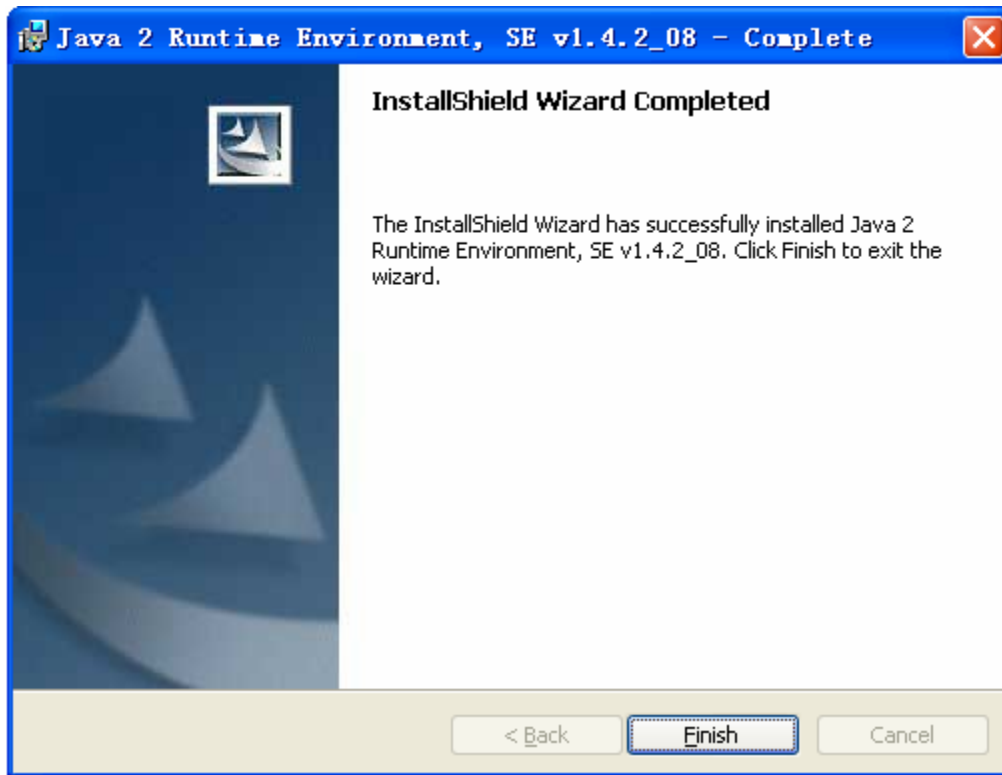 Java 2 Runtime Environment, SE v1.4.2_08 - Complete
InstallShield Wizard Completed
The InstallShield Wizard has successfully installed Java 2
Runtime Environment, SE v1.4.2_08. Click Finish to exit the
wizard.
< Back
Finish
Cancel